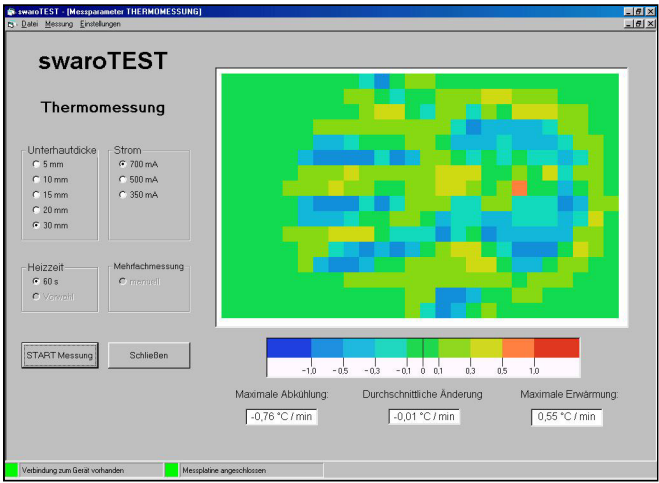 swaroTEST - [Messparameter THERMOMESSUNG]
Datei Messung Einstellungen
swaroTEST
Thermomessung
Unterhautdicke
5 mm
10 mm
15 mm
20 mm
30 mm
Strom
700 mA
500 mA
350 mA
Heizzeit
60 s
Vorwahl
Mehrfachmessung
manuell
START Messung
Schließen
-1,0 -0,5 -0,3 -0,1 0 0,1 0,3 0,5 1,0
Maximale Abkühlung:
-0,76 °C / min
Durchschnittliche Änderung
-0,01 °C / min
Maximale Erwärmung:
0,55 °C / min
Verbindung zum Gerät vorhanden
Messplatine angeschlossen